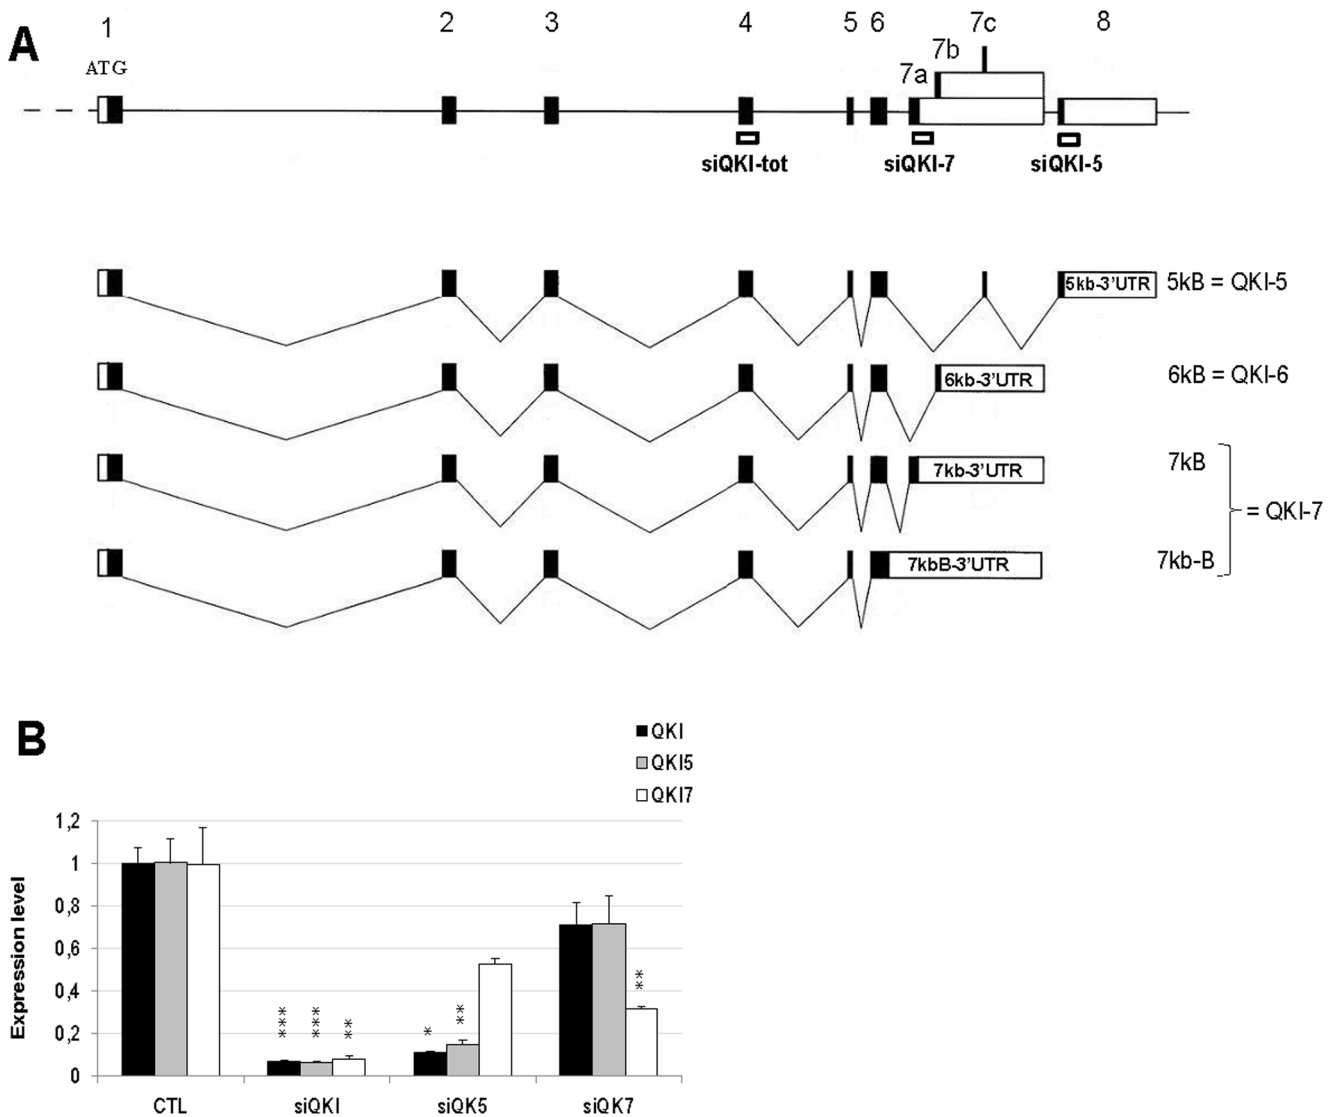 A
1 2 3 4 5 6 7c 8
7b
ATG
7a
siQKI-tot siQKI-7 siQKI-5
5kb-3'UTR 5kB = QKI-5
6kb-3'UTR 6kB = QKI-6
7kb-3'UTR 7kB
= QKI-7
7kbB-3'UTR 7kb-B
B
QKI
QKI5
QKI7
Expression level
1,2
1
0,8
0,6
0,4
0,2
0
*** *** ** * ** **
CTL siQKI siQK5 siQK7